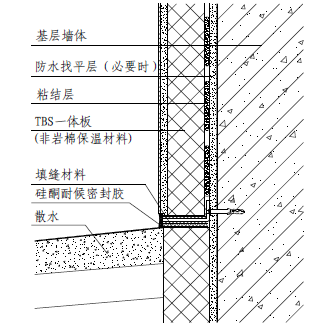 基层墙体
防水找平层(必要时)
粘结层
TBS一体板
(非岩棉保温材料)
填缝材料
硅酮耐候密封胶
散水